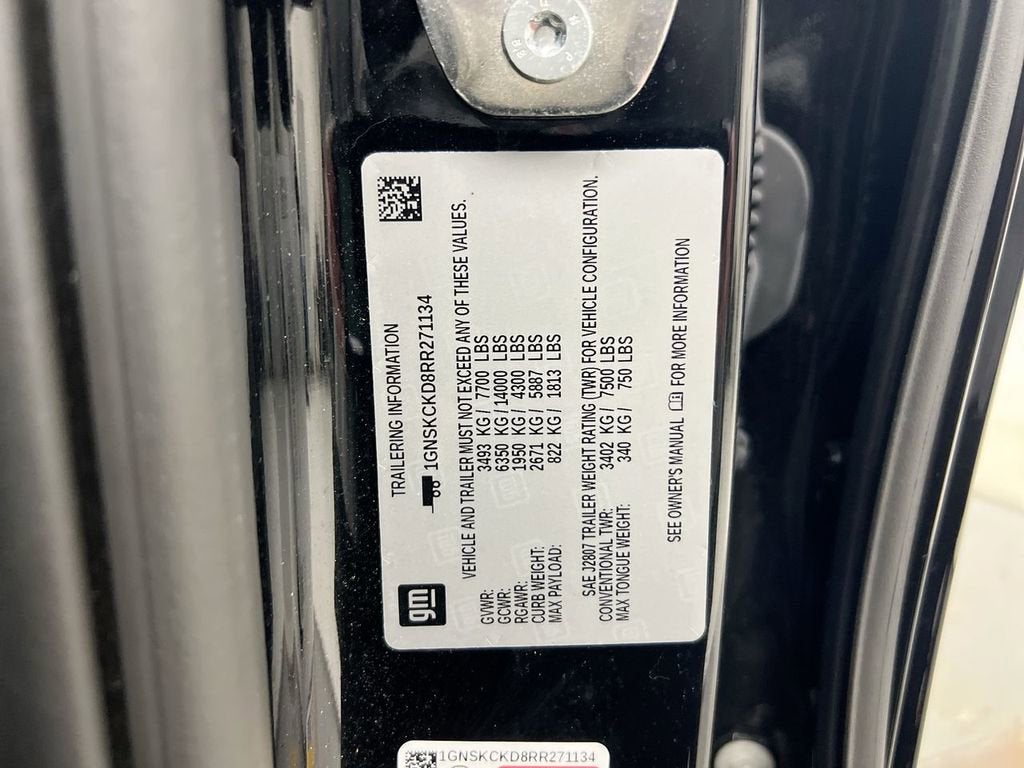 gm
TRAILERING INFORMATION
1GNSKCKD8RR271134
VEHICLE AND TRAILER MUST NOT EXCEED ANY OF THESE VALUES.
GVWR: 3493 KG / 7700 LBS
GCWR: 6350 KG / 14000 LBS
RGAWR: 1950 KG / 4300 LBS
CURB WEIGHT: 2671 KG / 5887 LBS
MAX PAYLOAD: 822 KG / 1813 LBS
SAE J2807 TRAILER WEIGHT RATING (TWR) FOR VEHICLE CONFIGURATION.
CONVENTIONAL TWR: 3402 KG / 7500 LBS
MAX TONGUE WEIGHT: 340 KG / 750 LBS
SEE OWNER'S MANUAL FOR MORE INFORMATION
1GNSKCKD8RR271134